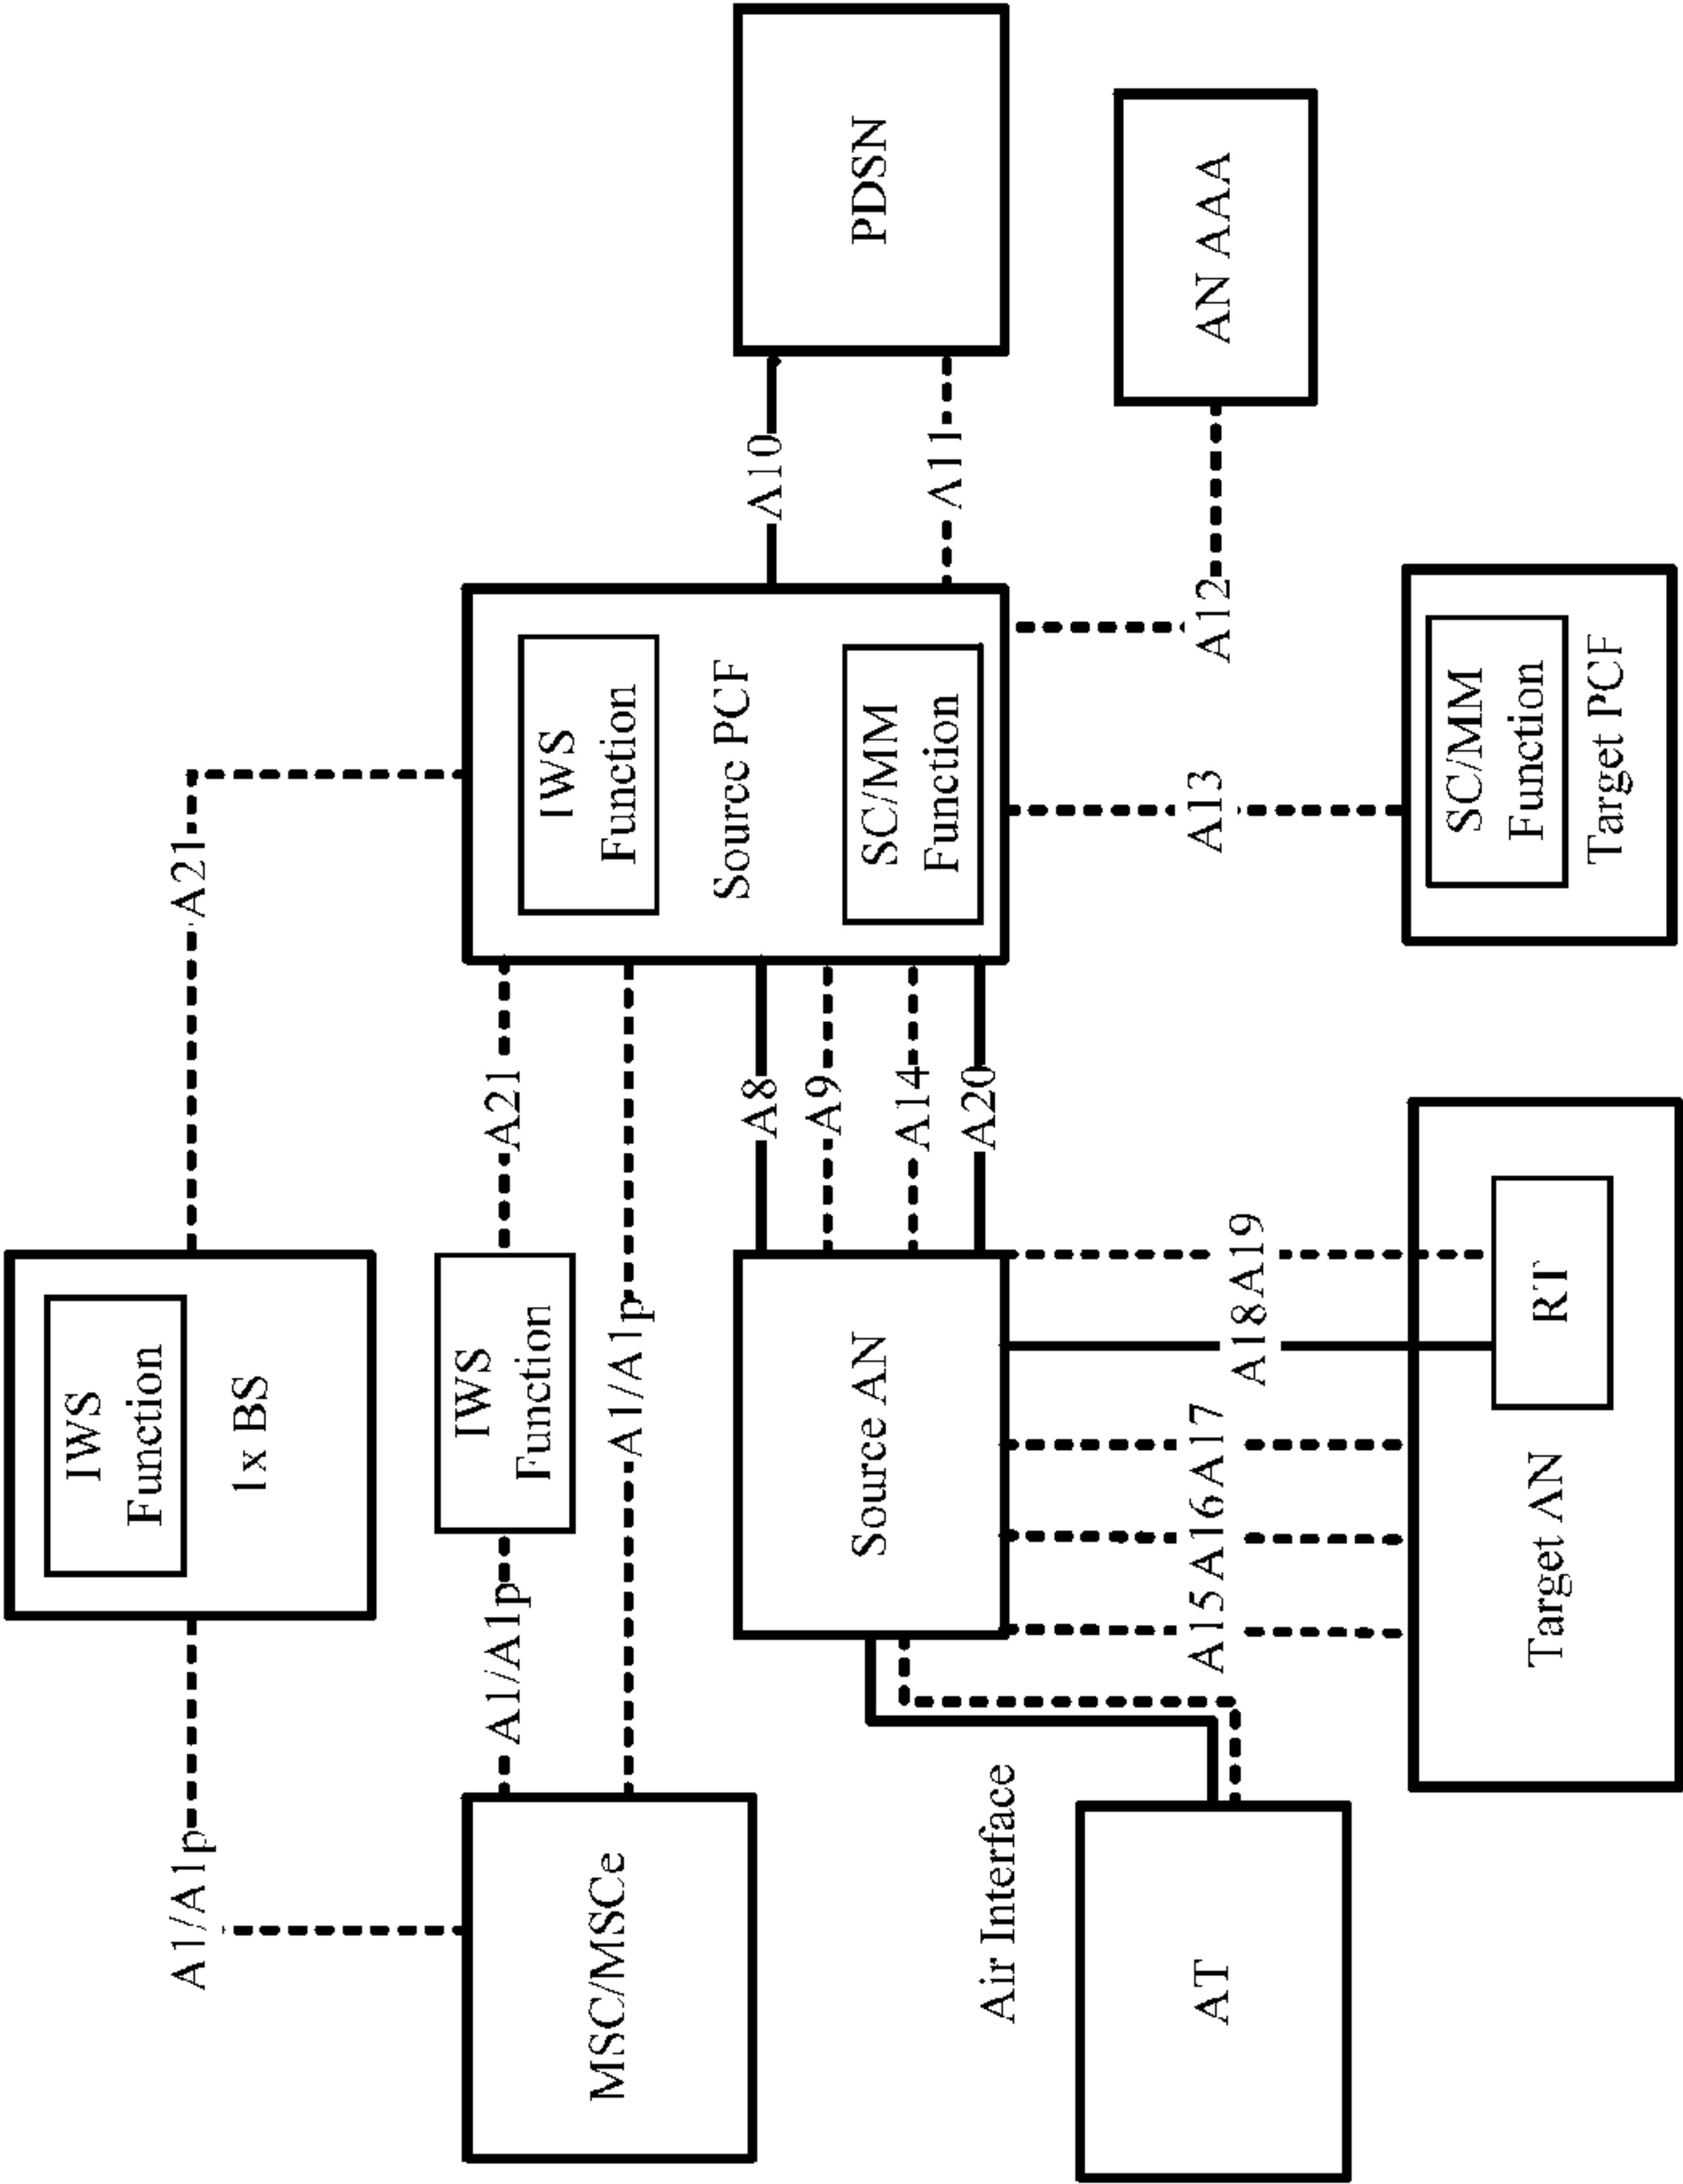 IWS
Function
1x BS
A1/A1p
A21
IWS
Function
A1/A1p
A21
A1/A1p
MSC/MSCe
IWS
Function
Source PCF
SC/MM
Function
A10
A11
PDSN
A8
A9
A14
A20
Source AN
Air Interface
AT
A12
AN AAA
A13
A15
A16
A17
A18
A19
RT
Target AN
SC/MM
Function
Target PCF